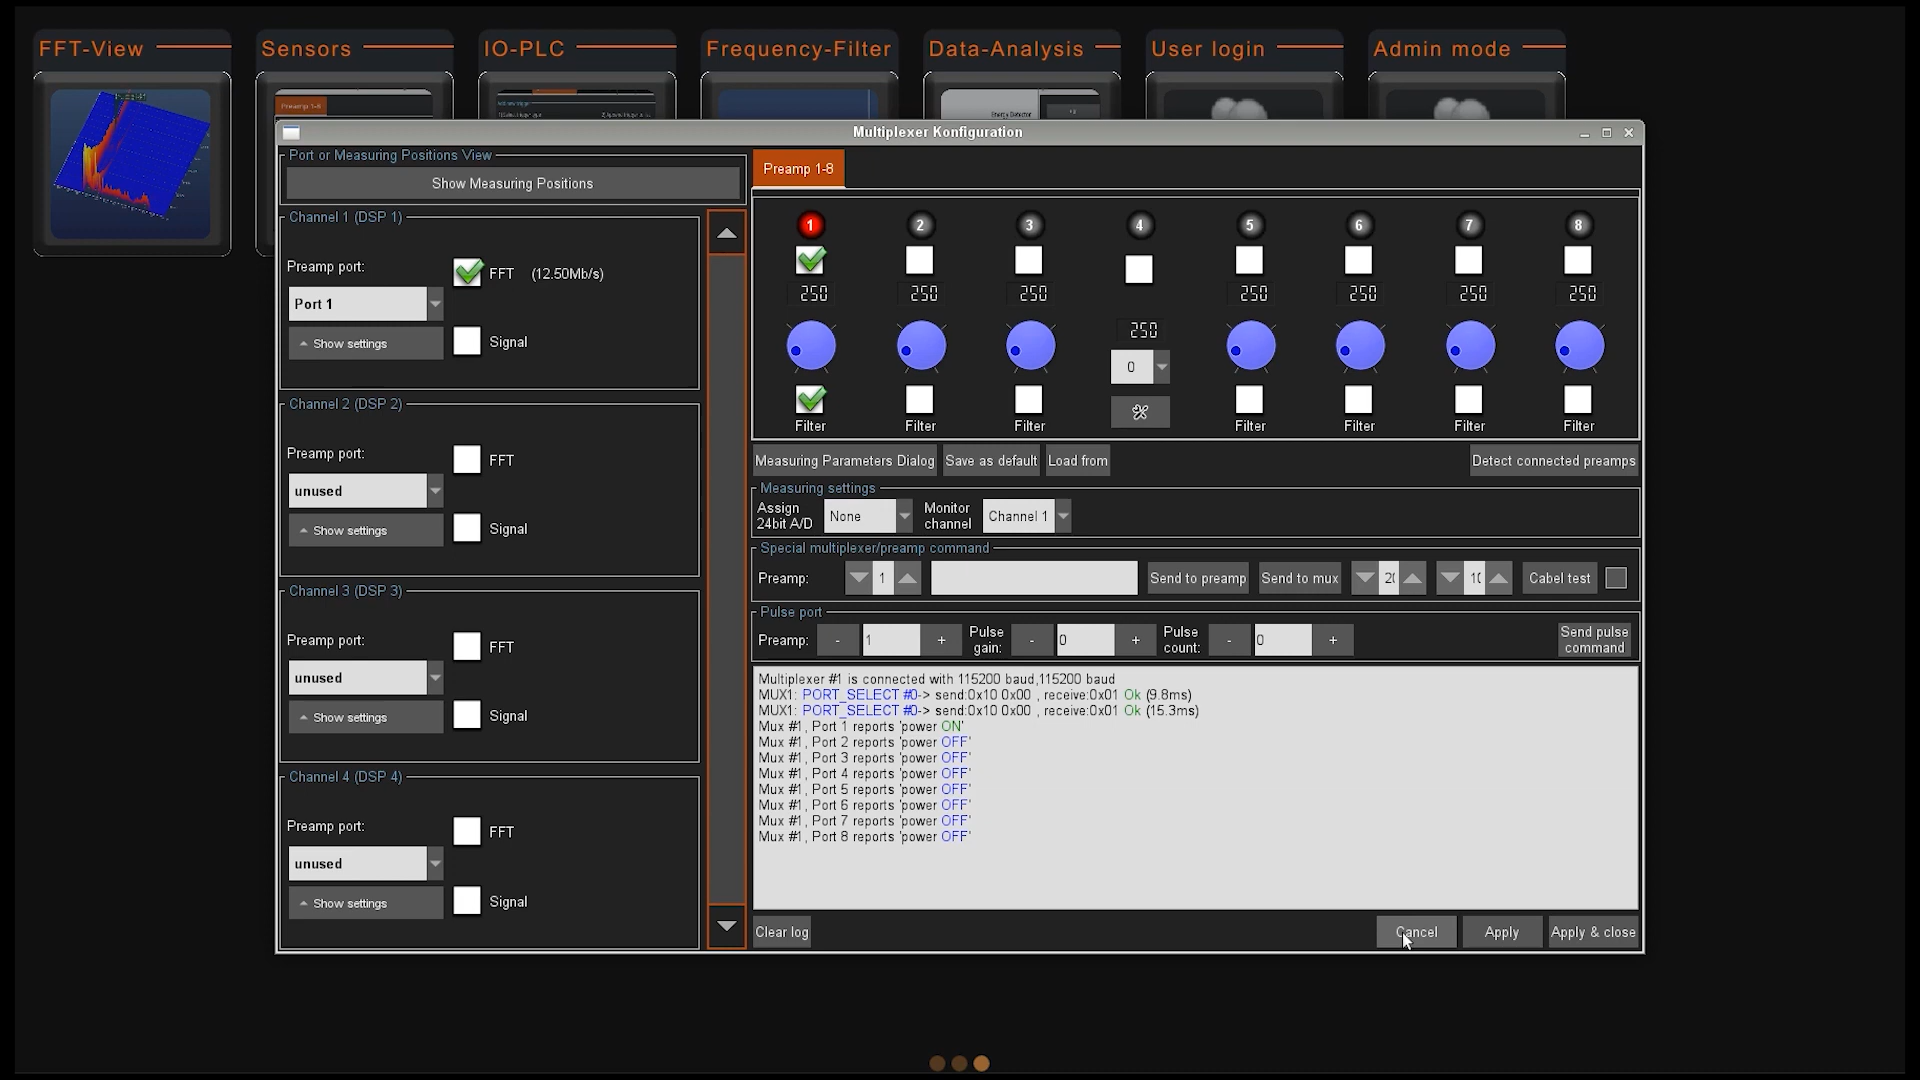 FFT-View
Sensors
IO-PLC
Frequency-Filter
Data-Analysis
User login
Admin mode
Preamp 1-8
Multiplexer Konfiguration
Port or Measuring Positions View
Show Measuring Positions
Channel 1 (DSP 1)
Preamp port:
FFT (12.50Mb/s)
Port 1
Show settings
Signal
Channel 2 (DSP 2)
Preamp port:
FFT
unused
Show settings
Signal
Channel 3 (DSP 3)
Preamp port:
FFT
unused
Show settings
Signal
Channel 4 (DSP 4)
Preamp port:
FFT
unused
Show settings
Signal
Preamp 1-8
1 2 3 4 5 6 7 8
250 250 250 250 250 250 250
250
0
Filter Filter Filter Filter Filter Filter Filter
Measuring Parameters Dialog Save as default Load from Detect connected preamps
Measuring settings
Assign 24bit A/D None Monitor channel Channel 1
Special multiplexer/preamp command
Preamp: 1 Send to preamp Send to mux Cabel test
Pulse port
Preamp: - 1 + Pulse gain: - 0 + Pulse count: - 0 + Send pulse command
Multiplexer #1 is connected with 115200 baud,115200 baud
MUX1: PORT_SELECT #0-> send:0x10 0x00 , receive:0x01 Ok (9.8ms)
MUX1: PORT_SELECT #0-> send:0x10 0x00 , receive:0x01 Ok (15.3ms)
Mux #1, Port 1 reports 'power ON'
Mux #1, Port 2 reports 'power OFF'
Mux #1, Port 3 reports 'power OFF'
Mux #1, Port 4 reports 'power OFF'
Mux #1, Port 5 reports 'power OFF'
Mux #1, Port 6 reports 'power OFF'
Mux #1, Port 7 reports 'power OFF'
Mux #1, Port 8 reports 'power OFF'
Clear log Cancel Apply Apply & close